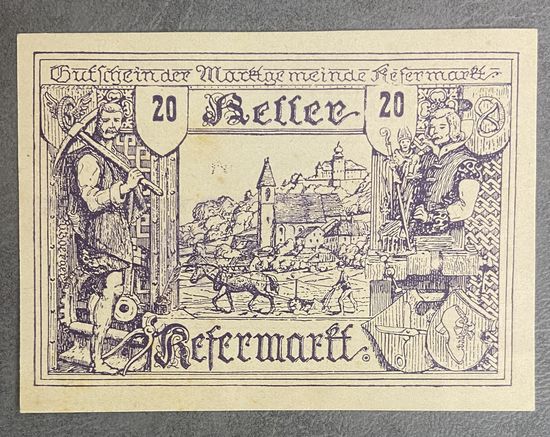 Gutschein der Marktgemeinde Kefermarkt
20 Heller 20
Kefermarkt.